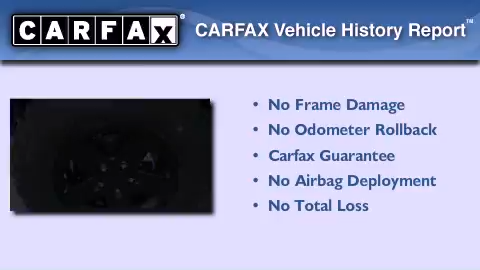 CARFAX® CARFAX Vehicle History Report™
• No Frame Damage
• No Odometer Rollback
• Carfax Guarantee
• No Airbag Deployment
• No Total Loss